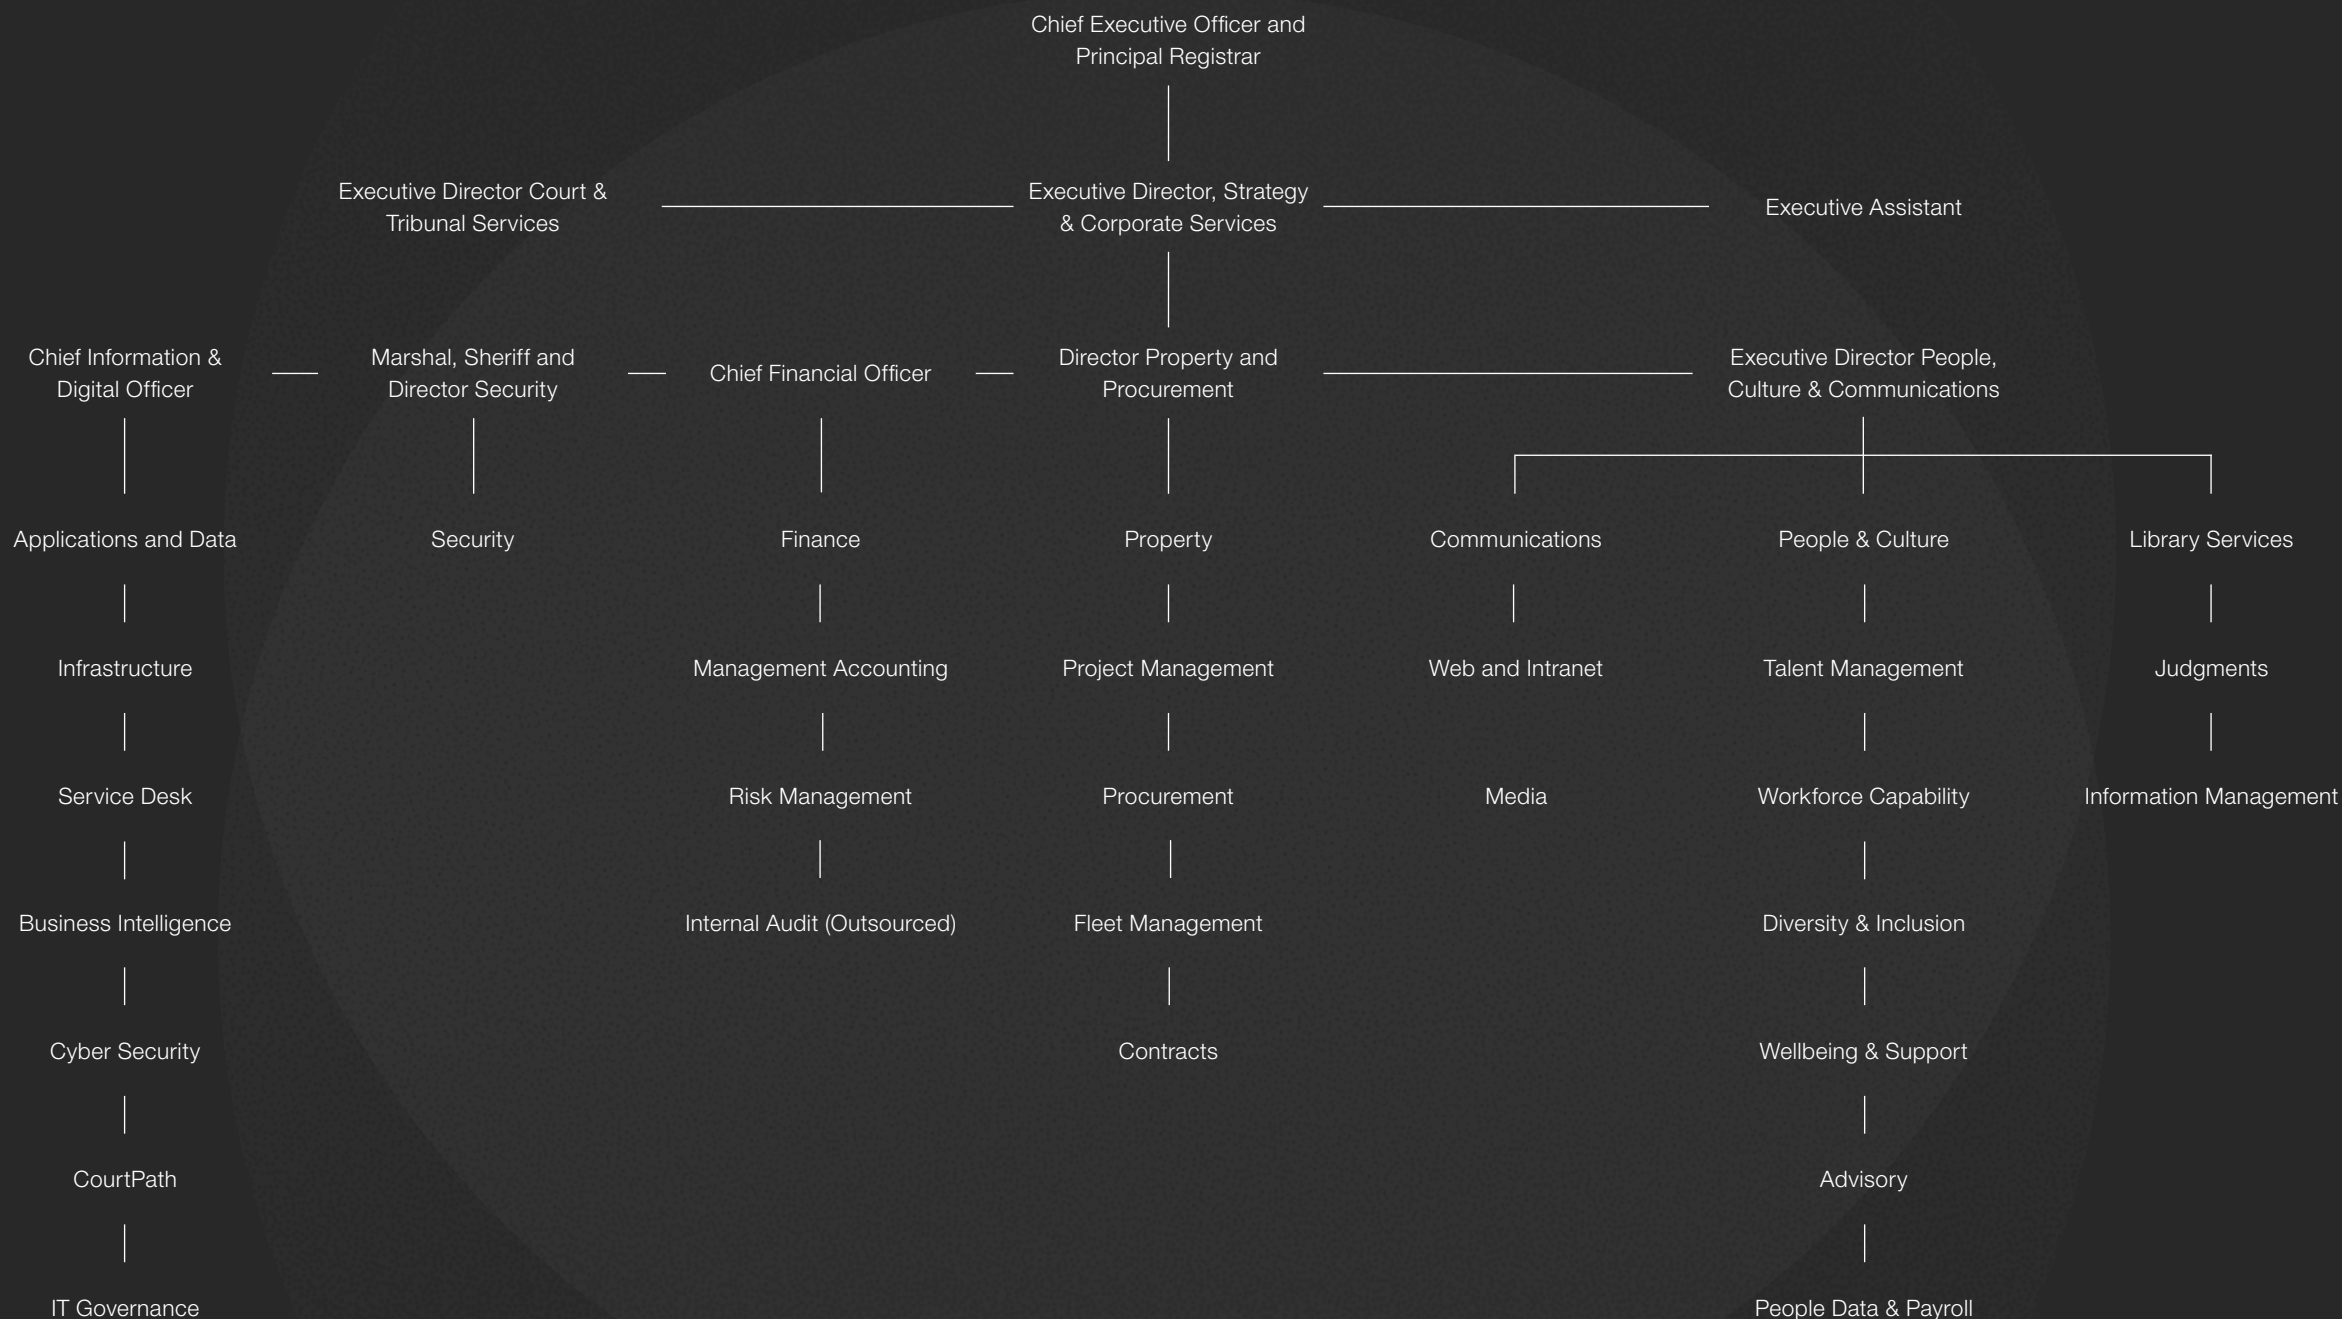 Chief Executive Officer and
Principal Registrar
Executive Director Court &
Tribunal Services
Executive Director, Strategy
& Corporate Services
Executive Assistant
Chief Information &
Digital Officer
Marshal, Sheriff and
Director Security
Chief Financial Officer
Director Property and
Procurement
Executive Director People,
Culture & Communications
Applications and Data
Security
Finance
Property
Communications
People & Culture
Library Services
Infrastructure
Management Accounting
Project Management
Web and Intranet
Talent Management
Judgments
Service Desk
Risk Management
Procurement
Media
Workforce Capability
Information Management
Business Intelligence
Internal Audit (Outsourced)
Fleet Management
Diversity & Inclusion
Cyber Security
Contracts
Wellbeing & Support
CourtPath
Advisory
IT Governance
People Data & Payroll